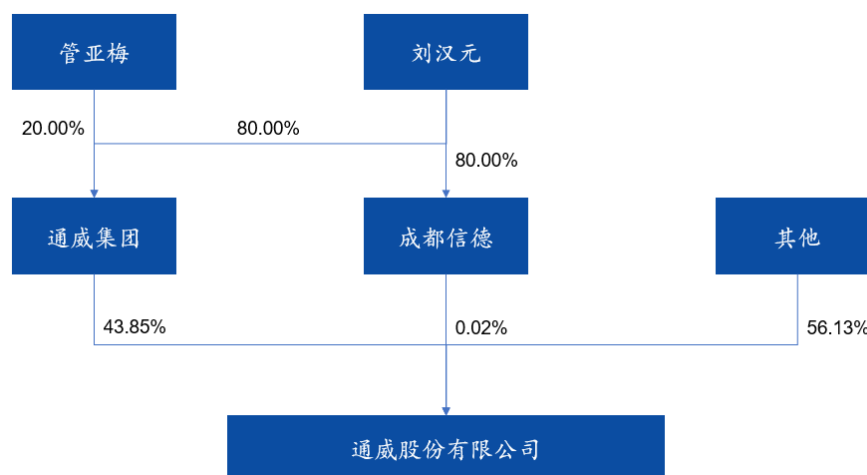 管亚梅
刘汉元
20.00%
80.00%
80.00%
通威集团
成都信德
其他
43.85%
0.02%
56.13%
通威股份有限公司